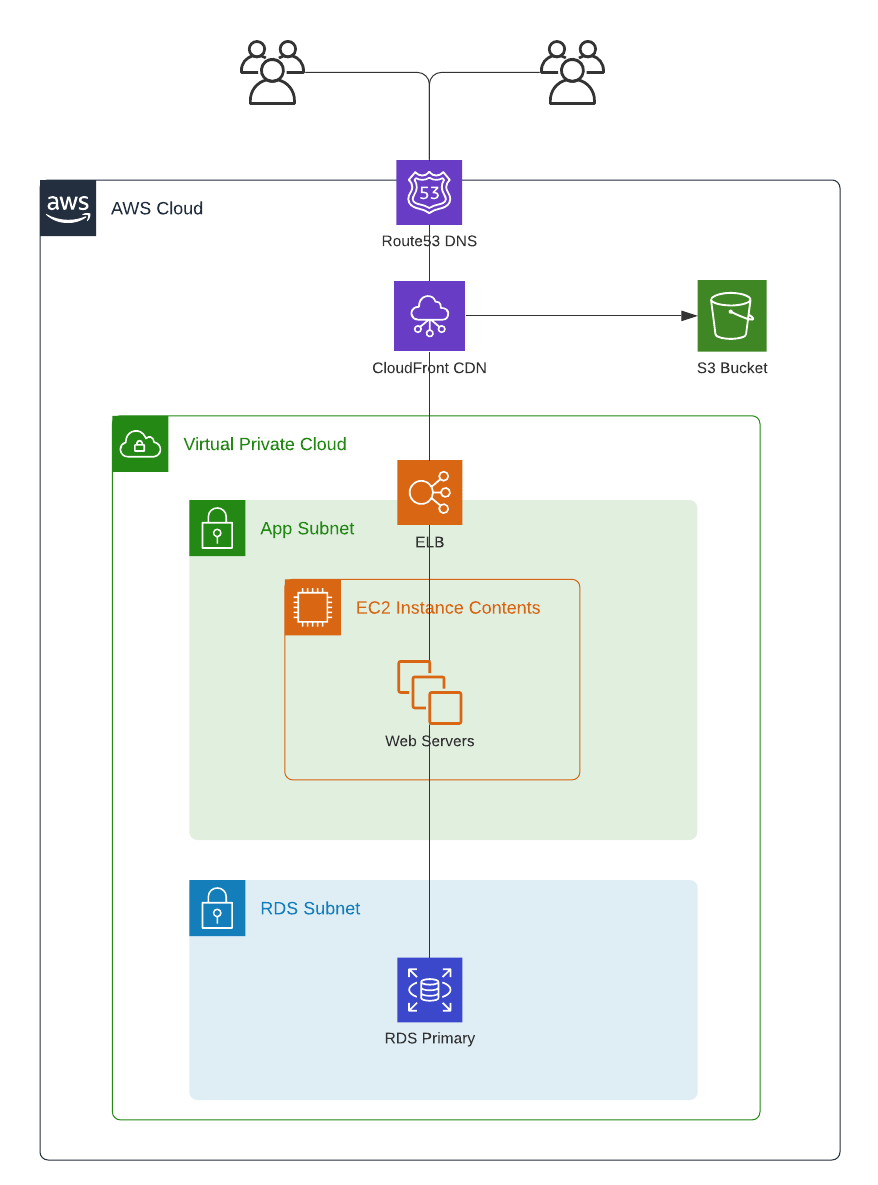 53
aws
AWS Cloud
Route53 DNS
CloudFront CDN
S3 Bucket
Virtual Private Cloud
App Subnet
ELB
EC2 Instance Contents
Web Servers
RDS Subnet
RDS Primary